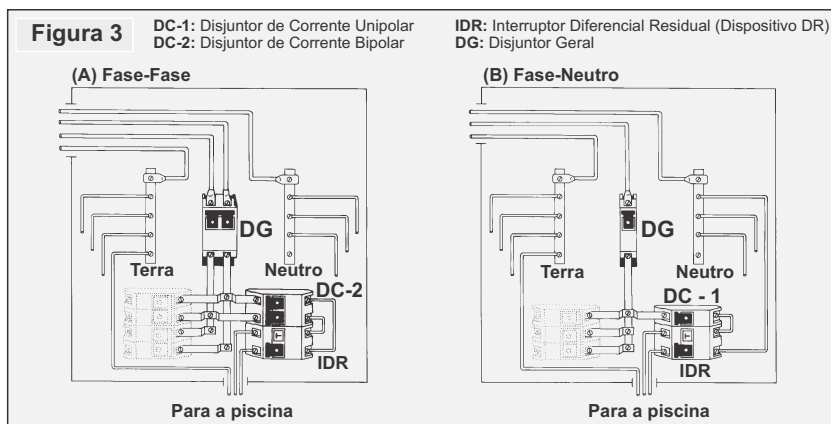 Figura 3
DC-1: Disjuntor de Corrente Unipolar
DC-2: Disjuntor de Corrente Bipolar
IDR: Interruptor Diferencial Residual (Dispositivo DR)
DG: Disjuntor Geral
(A) Fase-Fase
DG
Terra
Neutro
DC-2
T
IDR
Para a piscina
(B) Fase-Neutro
DG
Terra
Neutro
DC - 1
T
IDR
Para a piscina